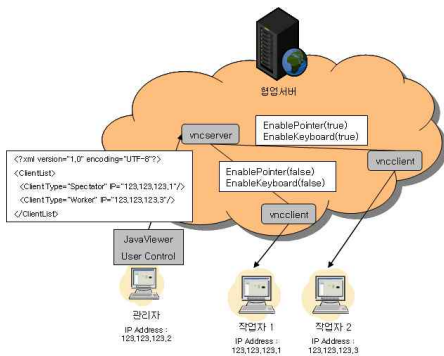 협업서버
vncserver
EnablePointer(true)
EnableKeyboard(true)
vncclient
<?xml version="1.0" encoding="UTF-8"?>
<ClientList>
<ClientType="Spectator" IP="123,123,123,1"/>
<ClientType="Worker" IP="123,123,123,3"/>
</ClientList>
EnablePointer(false)
EnableKeyboard(false)
vncclient
JavaViewer
User Control
관리자
IP Address :
123,123,123,2
작업자 1
IP Address :
123,123,123,1
작업자 2
IP Address :
123,123,123,3